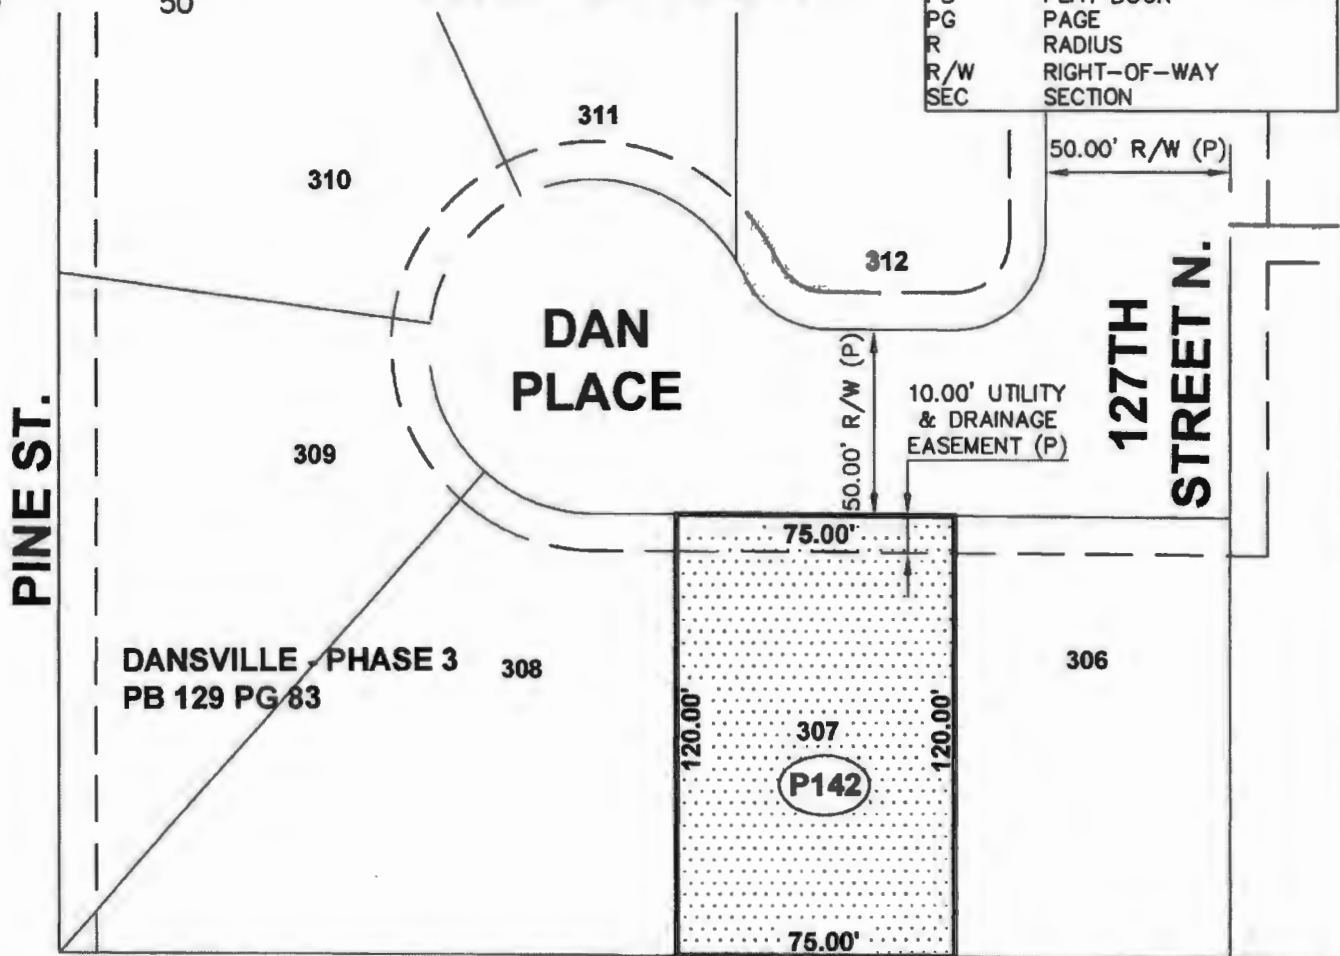 50
PG PAGE
R RADIUS
R/W RIGHT-OF-WAY
SEC SECTION
50.00' R/W (P)
311
310
312
DAN
PLACE
127TH
STREET N.
50.00' R/W (P)
10.00' UTILITY
& DRAINAGE
EASEMENT (P)
PINE ST.
309
75.00'
DANSVILLE - PHASE 3
PB 129 PG 83
308
306
120.00'
307
120.00'
P142
75.00'